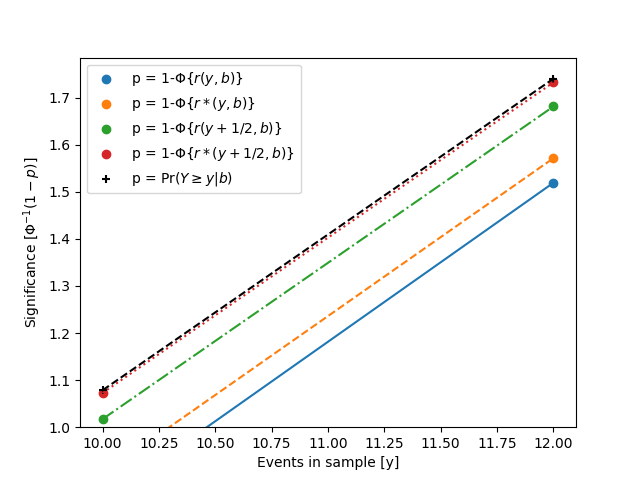 p = 1-Φ{r(y, b)}
p = 1-Φ{r*(y, b)}
p = 1-Φ{r(y + 1/2, b)}
p = 1-Φ{r*(y + 1/2, b)}
p = Pr(Y ≥ y|b)
Significance [Φ⁻¹(1 − p)]
1.7
1.6
1.5
1.4
1.3
1.2
1.1
1.0
10.00 10.25 10.50 10.75 11.00 11.25 11.50 11.75 12.00
Events in sample [y]